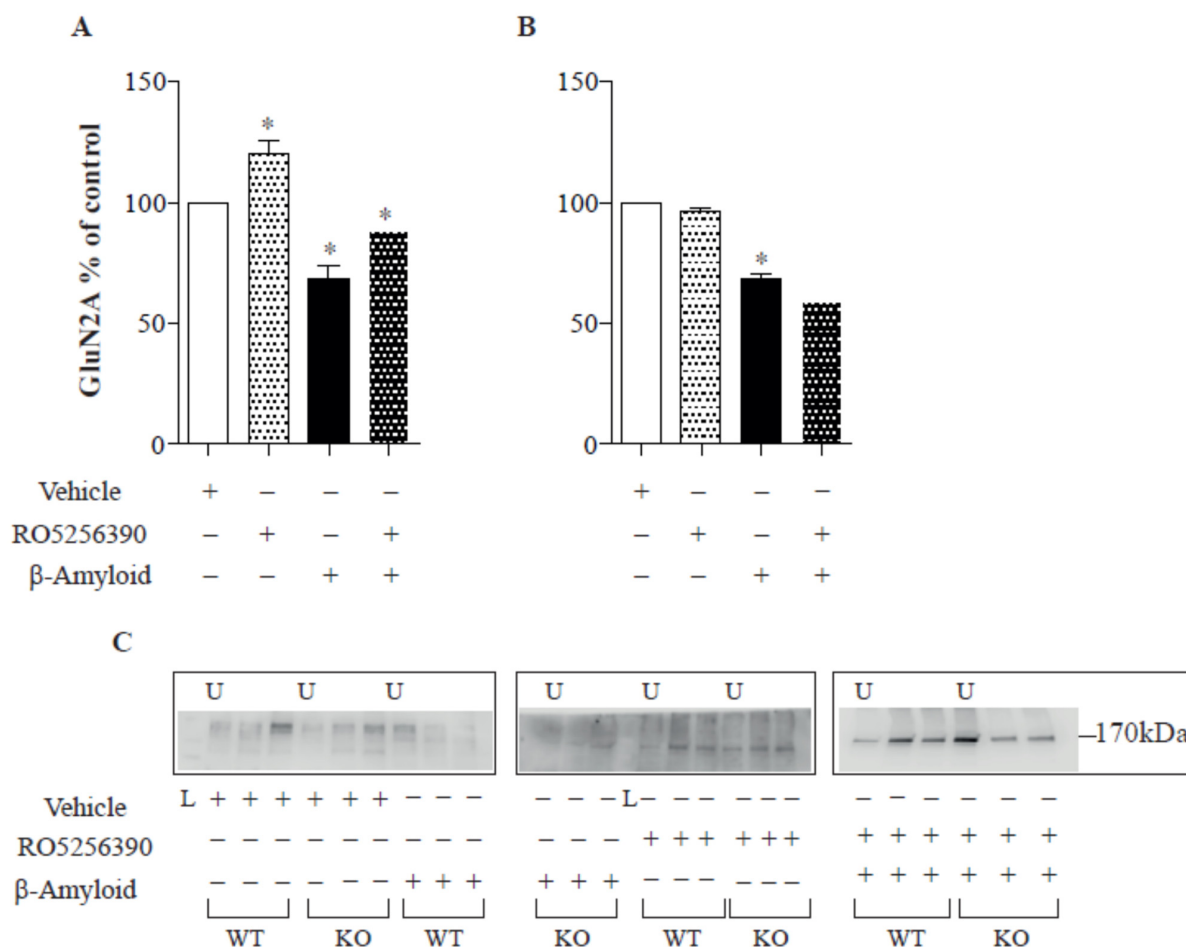 A B
150 150
* 
GluN2A % of control
100 100
*
*
*
50 50
0 0
Vehicle + – – – + – – –
RO5256390 – + – + – + – +
β-Amyloid – – + + – – + +
C
U U U U U U U U
–170kDa
Vehicle L + + + + + + – – – – – – L – – – – – – – – – – – –
RO5256390 – – – – – – – – – – – – + + + + + + + + + + + +
β-Amyloid – – – – – – + + + + + + – – – – – – + + + + + +
WT KO WT KO WT KO WT KO